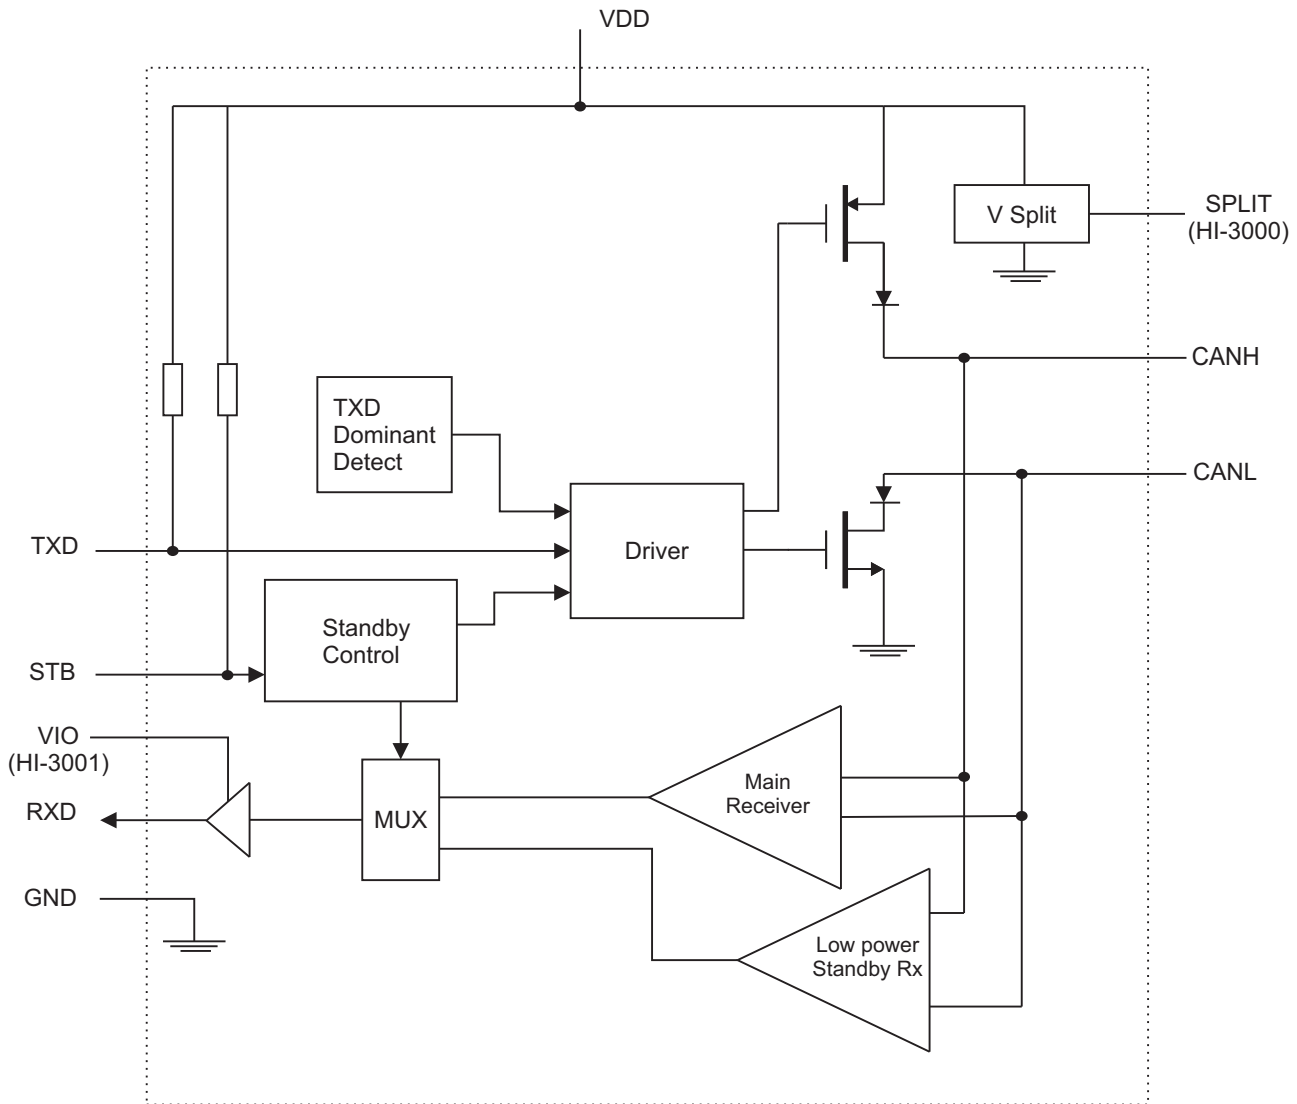 VDD
V Split
SPLIT
(HI-3000)
CANH
TXD
Dominant
Detect
CANL
TXD
Driver
Standby
Control
STB
VIO
(HI-3001)
RXD
MUX
Main
Receiver
GND
Low power
Standby Rx